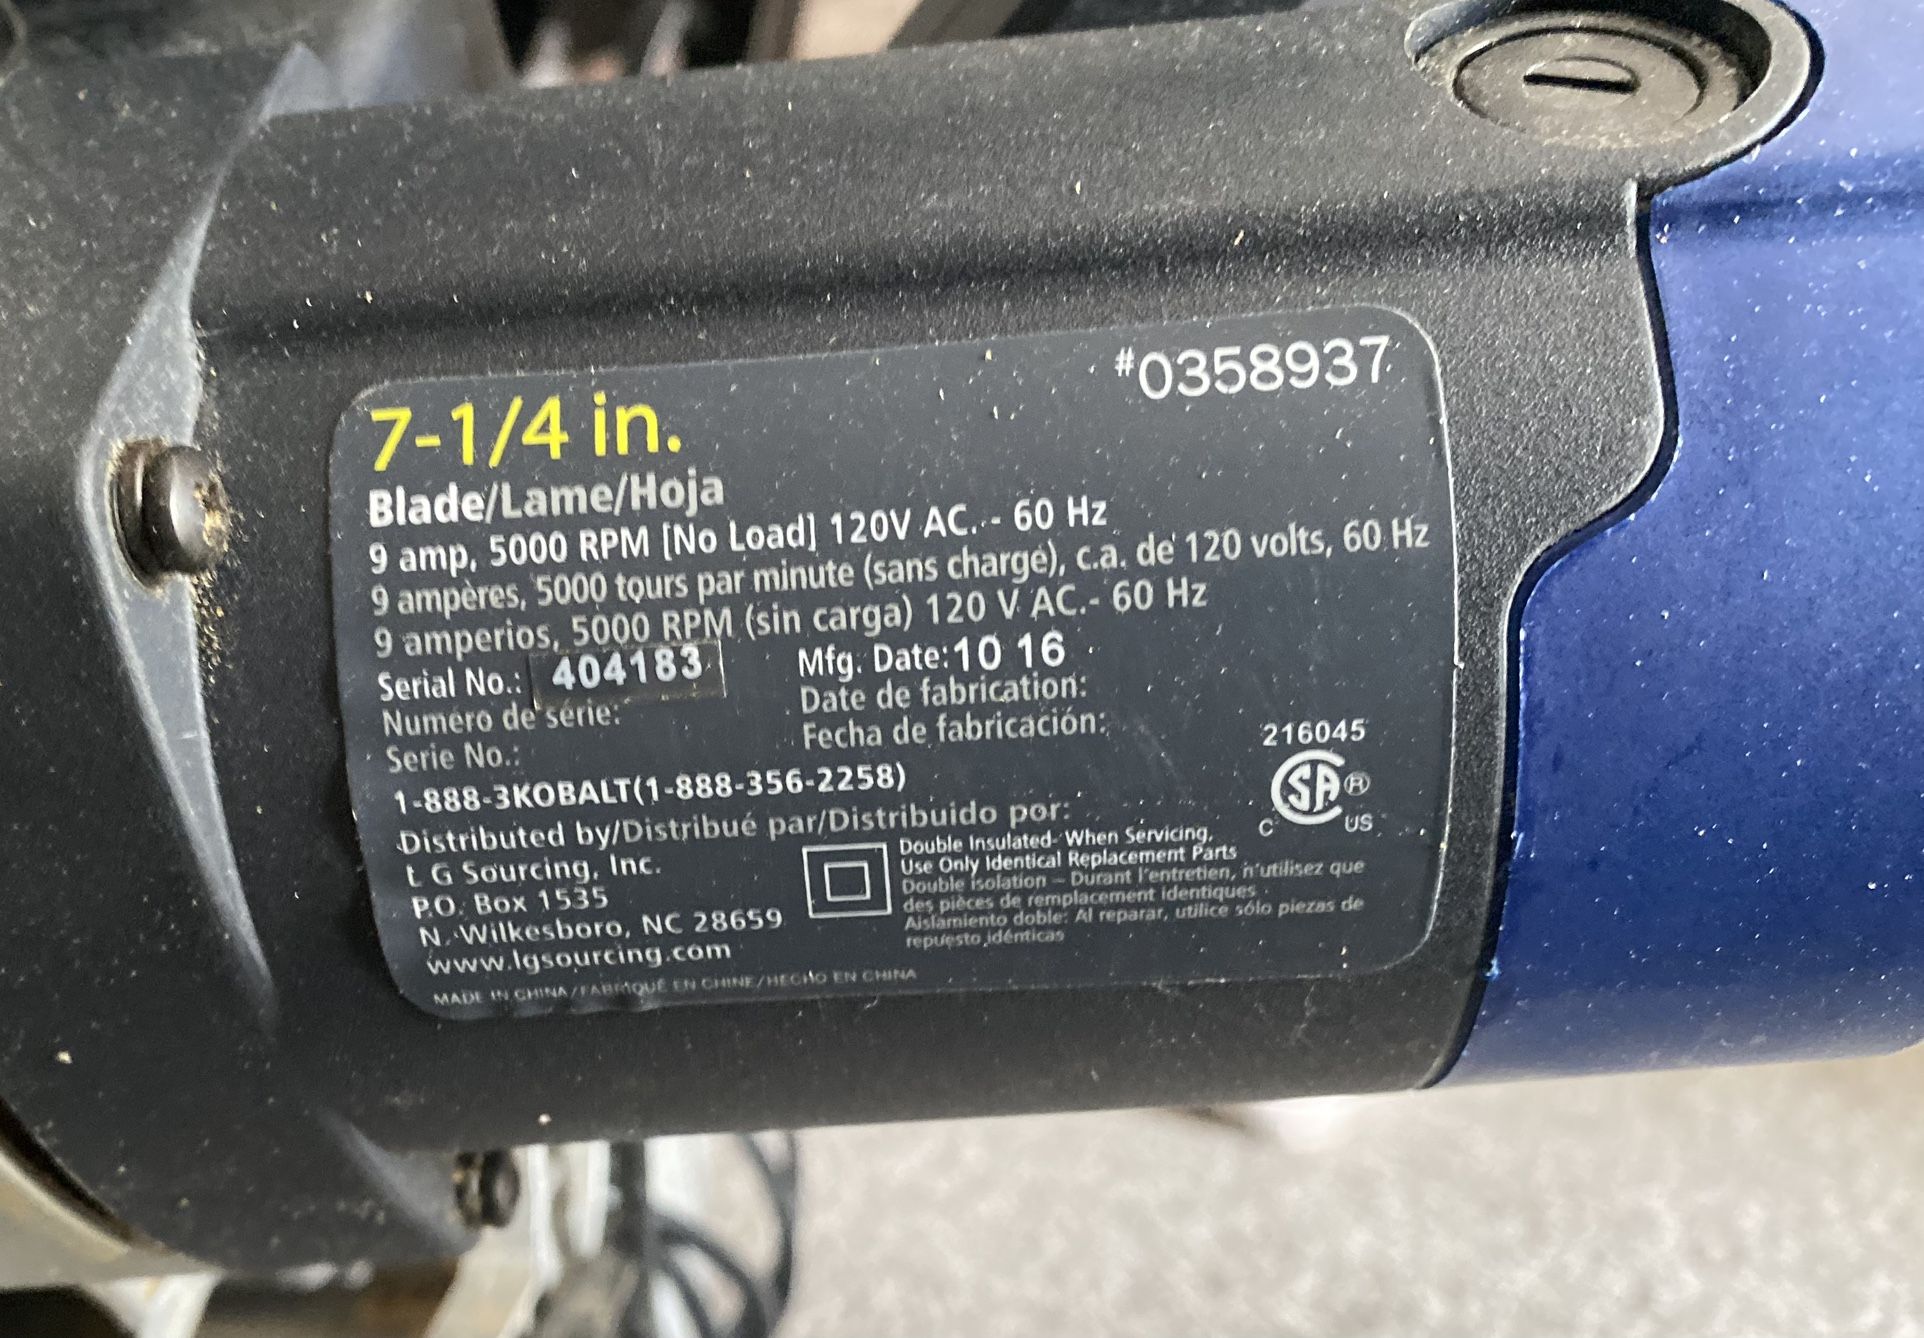 #0358937
7-1/4 in.
Blade/Lame/Hoja
9 amp, 5000 RPM [No Load] 120V AC.- 60 Hz
9 ampères, 5000 tours par minute (sans charge), c.a. de 120 volts, 60 Hz
9 amperios, 5000 RPM (sin carga) 120 V AC.- 60 Hz
Serial No.: 404183 Mfg. Date:10 16
Numéro de série: Date de fabrication:
Serie No.: Fecha de fabricación:
216045
1-888-3KOBALT(1-888-356-2258)
SA®
C US
Distributed by/Distribué par/Distribuido por:
L G Sourcing, Inc.
P.O. Box 1535
N. Wilkesboro, NC 28659
www.lgsourcing.com
Double Insulated- When Servicing,
Use Only Identical Replacement Parts
Double isolation – Durant l'entretien, n'utilisez que
des pièces de remplacement identiques
Aislamiento doble: Al reparar, utilice sólo piezas de
repuesto idénticas
MADE IN CHINA/FABRIQUÉ EN CHINE/HECHO EN CHINA